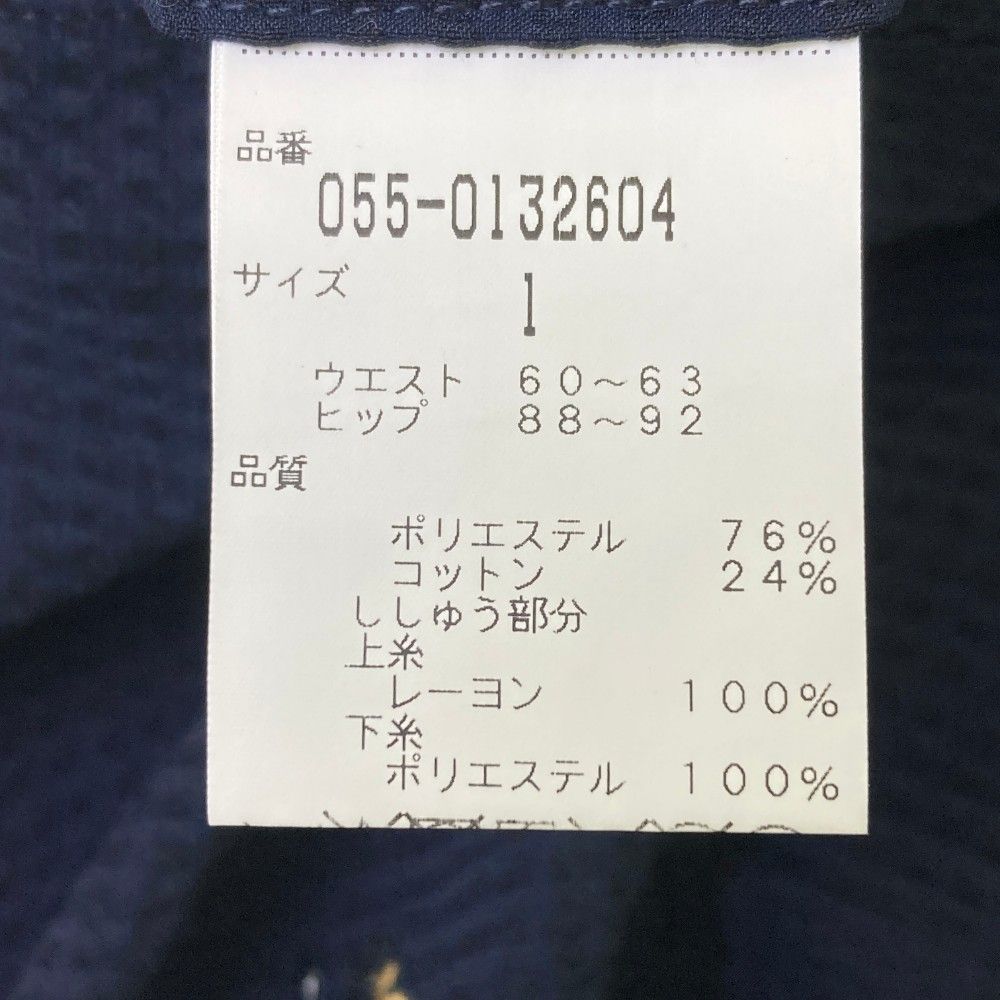 品番
055-0132604
サイズ 1
ウエスト 60～63
ヒップ 88～92
品質
ポリエステル 76%
コットン 24%
ししゅう部分
上糸
レーヨン 100%
下糸
ポリエステル 100%